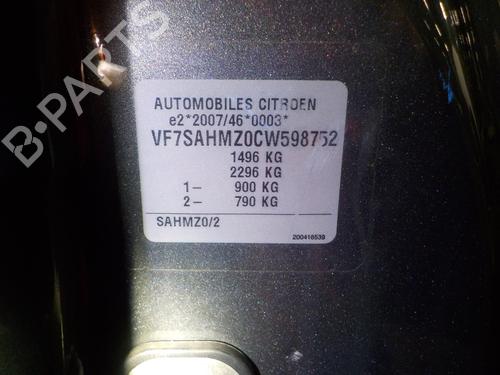 B-PARTS
AUTOMOBILES CITROEN
e2*2007/46*0003*
VF7SAHMZ0CW598752
1496 KG
2296 KG
1- 900 KG
2- 790 KG
SAHMZ0/2
200416539